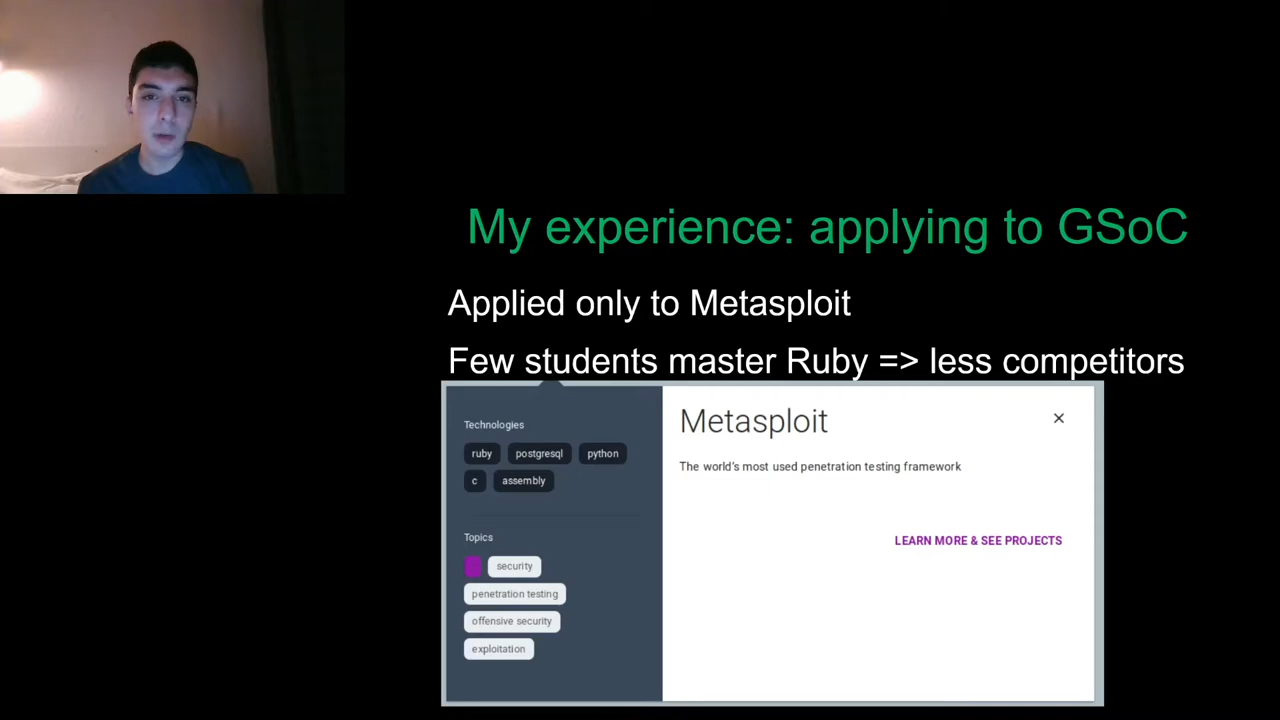 My experience: applying to GSoC
Applied only to Metasploit
Few students master Ruby => less competitors
Technologies
ruby postgresql python
c assembly
Topics
security
penetration testing
offensive security
exploitation
Metasploit
The world's most used penetration testing framework
LEARN MORE & SEE PROJECTS